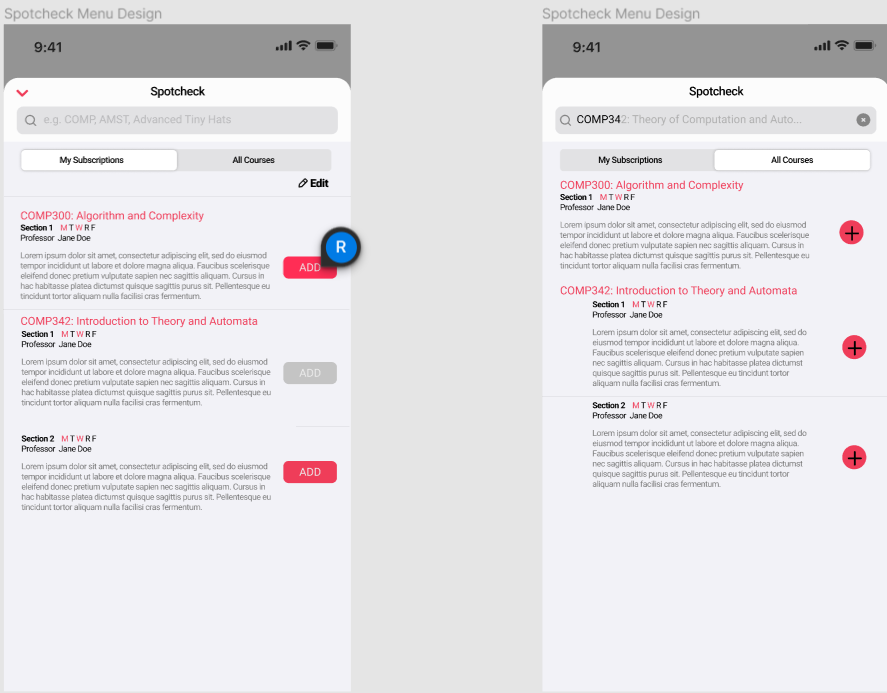 Spotcheck Menu Design
9:41
Spotcheck
e.g. COMP, AMST, Advanced Tiny Hats
My Subscriptions
All Courses
Edit
COMP300: Algorithm and Complexity
Section 1 M T W R F
Professor Jane Doe
Lorem ipsum dolor sit amet, consectetur adipiscing elit, sed do eiusmod
tempor incididunt ut labore et dolore magna aliqua. Faucibus scelerisque
eleifend donec pretium vulputate sapien nec sagittis aliquam. Cursus in
hac habitasse platea dictumst quisque sagittis purus sit. Pellentesque eu
tincidunt tortor aliquam nulla facilisi cras fermentum.
ADD
R
COMP342: Introduction to Theory and Automata
Section 1 M T W R F
Professor Jane Doe
Lorem ipsum dolor sit amet, consectetur adipiscing elit, sed do eiusmod
tempor incididunt ut labore et dolore magna aliqua. Faucibus scelerisque
eleifend donec pretium vulputate sapien nec sagittis aliquam. Cursus in
hac habitasse platea dictumst quisque sagittis purus sit. Pellentesque eu
tincidunt tortor aliquam nulla facilisi cras fermentum.
ADD
Section 2 M T W R F
Professor Jane Doe
Lorem ipsum dolor sit amet, consectetur adipiscing elit, sed do eiusmod
tempor incididunt ut labore et dolore magna aliqua. Faucibus scelerisque
eleifend donec pretium vulputate sapien nec sagittis aliquam. Cursus in
hac habitasse platea dictumst quisque sagittis purus sit. Pellentesque eu
tincidunt tortor aliquam nulla facilisi cras fermentum.
ADD
Spotcheck Menu Design
9:41
Spotcheck
COMP342: Theory of Computation and Auto...
My Subscriptions
All Courses
COMP300: Algorithm and Complexity
Section 1 M T W R F
Professor Jane Doe
Lorem ipsum dolor sit amet, consectetur adipiscing elit, sed do eiusmod
tempor incididunt ut labore et dolore magna aliqua. Faucibus scelerisque
eleifend donec pretium vulputate sapien nec sagittis aliquam. Cursus in
hac habitasse platea dictumst quisque sagittis purus sit. Pellentesque eu
tincidunt tortor aliquam nulla facilisi cras fermentum.
COMP342: Introduction to Theory and Automata
Section 1 M T W R F
Professor Jane Doe
Lorem ipsum dolor sit amet, consectetur adipiscing elit, sed do
eiusmod tempor incididunt ut labore et dolore magna aliqua.
Faucibus scelerisque eleifend donec pretium vulputate sapien
nec sagittis aliquam. Cursus in hac habitasse platea dictumst
quisque sagittis purus sit. Pellentesque eu tincidunt tortor
aliquam nulla facilisi cras fermentum.
Section 2 M T W R F
Professor Jane Doe
Lorem ipsum dolor sit amet, consectetur adipiscing elit, sed do
eiusmod tempor incididunt ut labore et dolore magna aliqua.
Faucibus scelerisque eleifend donec pretium vulputate sapien
nec sagittis aliquam. Cursus in hac habitasse platea dictumst
quisque sagittis purus sit. Pellentesque eu tincidunt tortor
aliquam nulla facilisi cras fermentum.